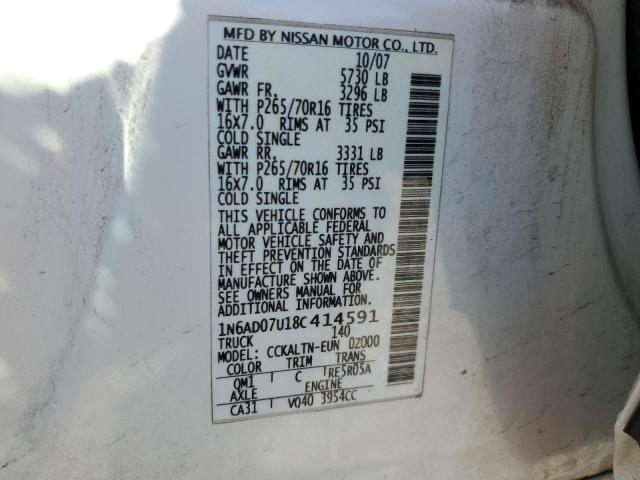 MFD BY NISSAN MOTOR CO., LTD.
DATE 10/07
GVWR 5730 LB
GAWR FR. 3296 LB
WITH P265/70R16 TIRES
16X7.0 RIMS AT 35 PSI
COLD SINGLE
GAWR RR. 3331 LB
WITH P265/70R16 TIRES
16X7.0 RIMS AT 35 PSI
COLD SINGLE
THIS VEHICLE CONFORMS TO
ALL APPLICABLE FEDERAL
MOTOR VEHICLE SAFETY AND
THEFT PREVENTION STANDARDS
IN EFFECT ON THE DATE OF
MANUFACTURE SHOWN ABOVE.
SEE OWNERS MANUAL FOR
ADDITIONAL INFORMATION.
1N6AD07U18C414591
TRUCK 140
MODEL: CCKALTN-EUN 0Z000
COLOR TRIM TRANS
QM1 C RE5R05A
AXLE ENGINE
CA31 VQ40 3954CC